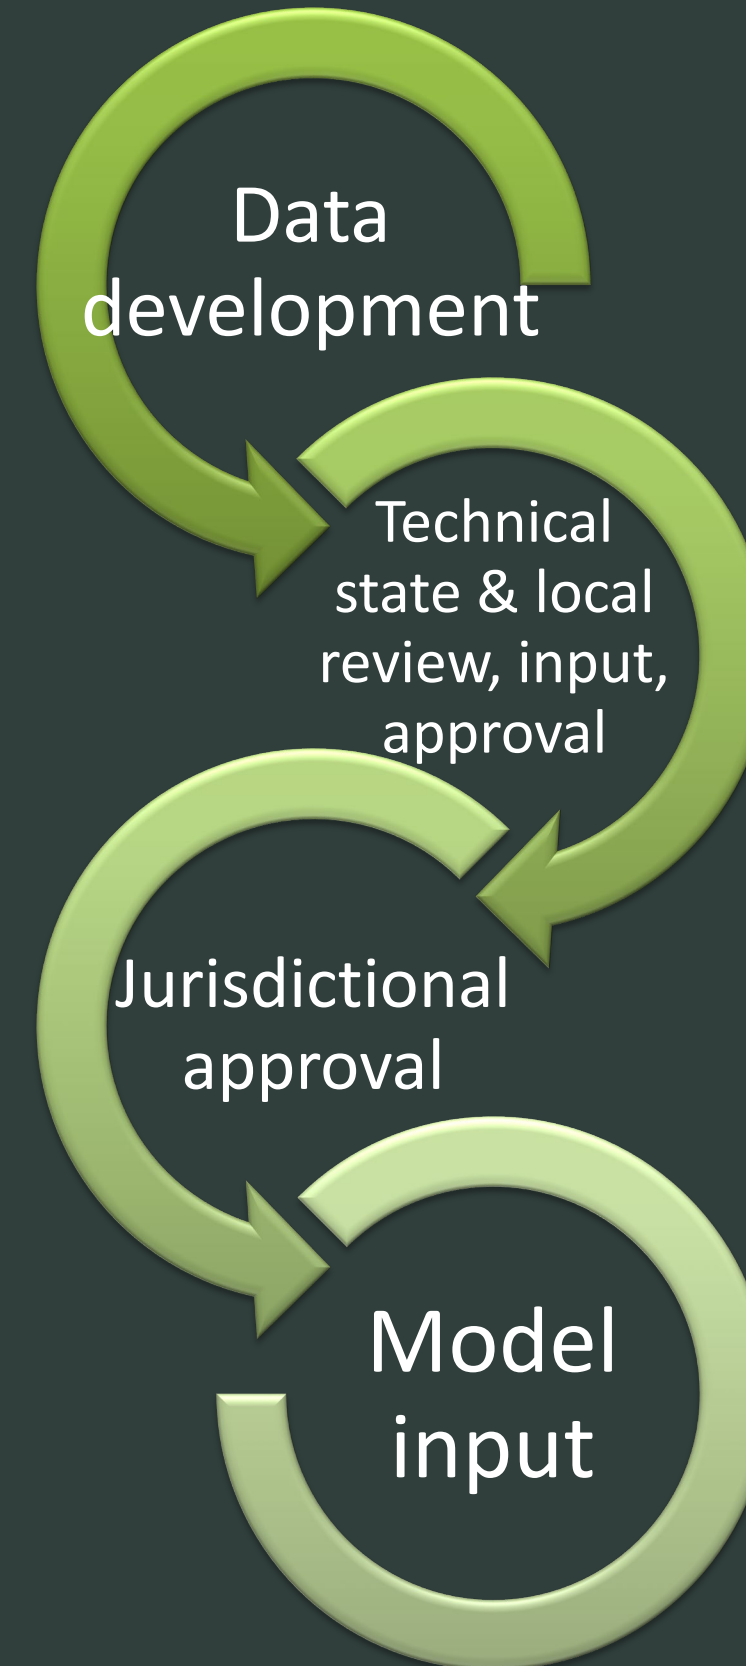 Data
development
Technical
state & local
review, input,
approval
Jurisdictional
approval
Model
input